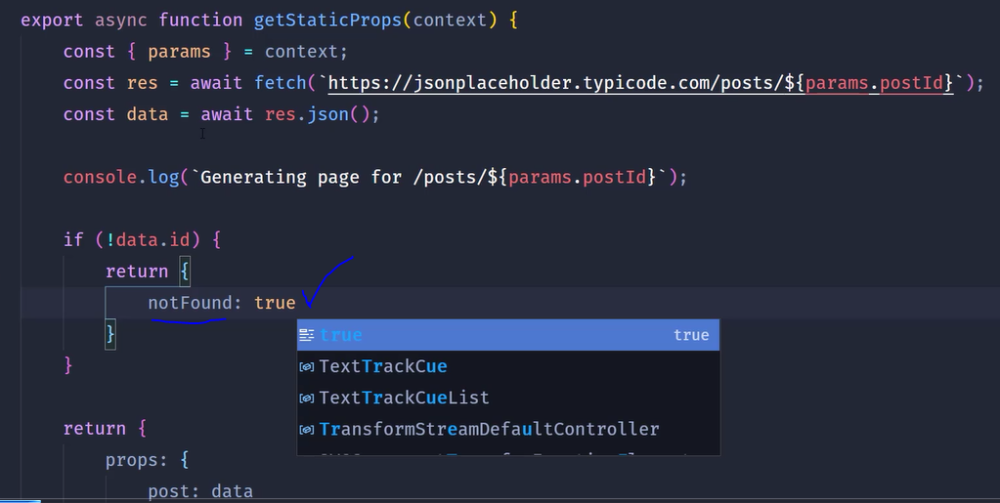 export async function getStaticProps(context) {
const { params } = context;
const res = await fetch(`https://jsonplaceholder.typicode.com/posts/${params.postId}`);
const data = await res.json();
console.log(`Generating page for /posts/${params.postId}`);
if (!data.id) {
return {
notFound: true
true true
}
TextTrackCue
}
TextTrackCueList
return {
TransformStreamDefaultController
props: {
post: data